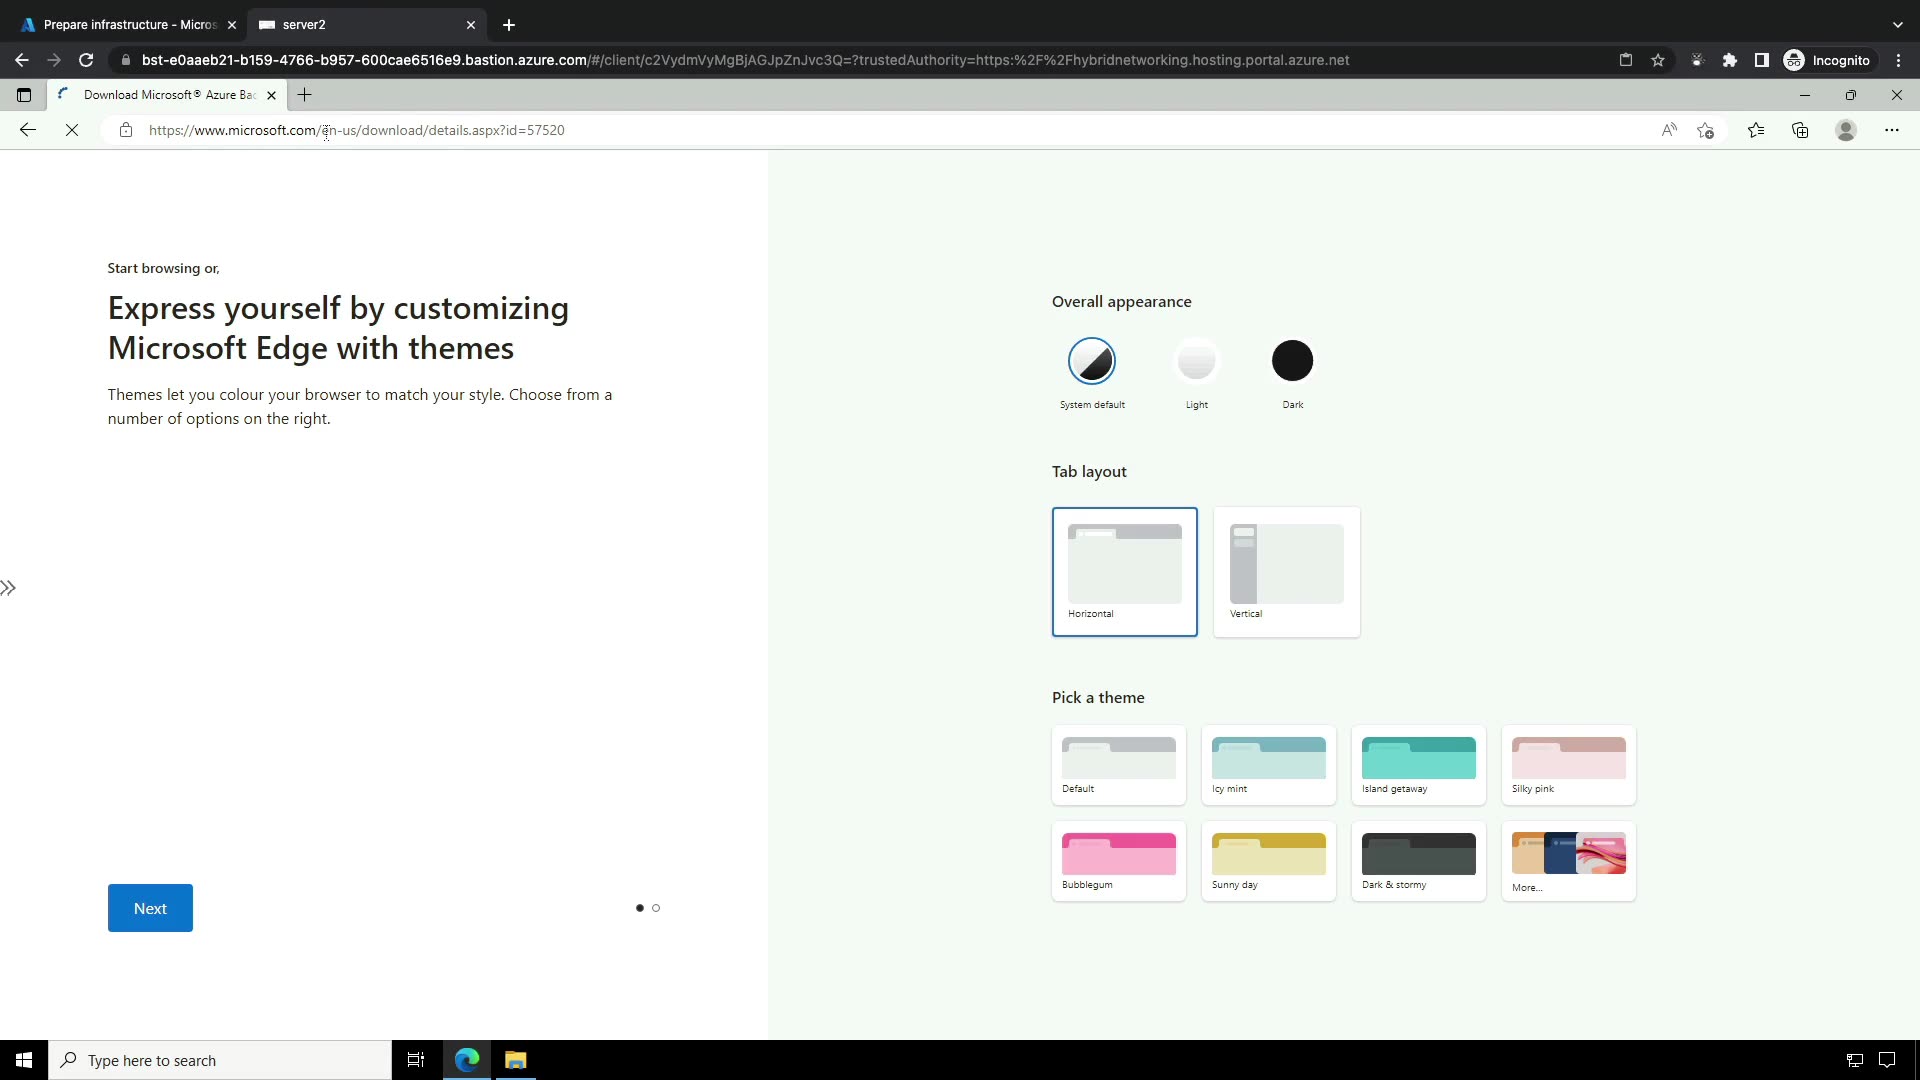 Prepare infrastructure - Micros
server2
bst-e0aaeb21-b159-4766-b957-600cae6516e9.bastion.azure.com/#/client/c2VydmVyMgBjAGJpZnJvc3Q=?trustedAuthority=https:%2F%2Fhybridnetworking.hosting.portal.azure.net
Incognito
Download Microsoft® Azure Bac
https://www.microsoft.com/en-us/download/details.aspx?id=57520
Start browsing or,
Express yourself by customizing
Microsoft Edge with themes
Themes let you colour your browser to match your style. Choose from a
number of options on the right.
Next
Overall appearance
System default
Light
Dark
Tab layout
Horizontal
Vertical
Pick a theme
Default
Icy mint
Island getaway
Silky pink
Bubblegum
Sunny day
Dark & stormy
More...
Type here to search